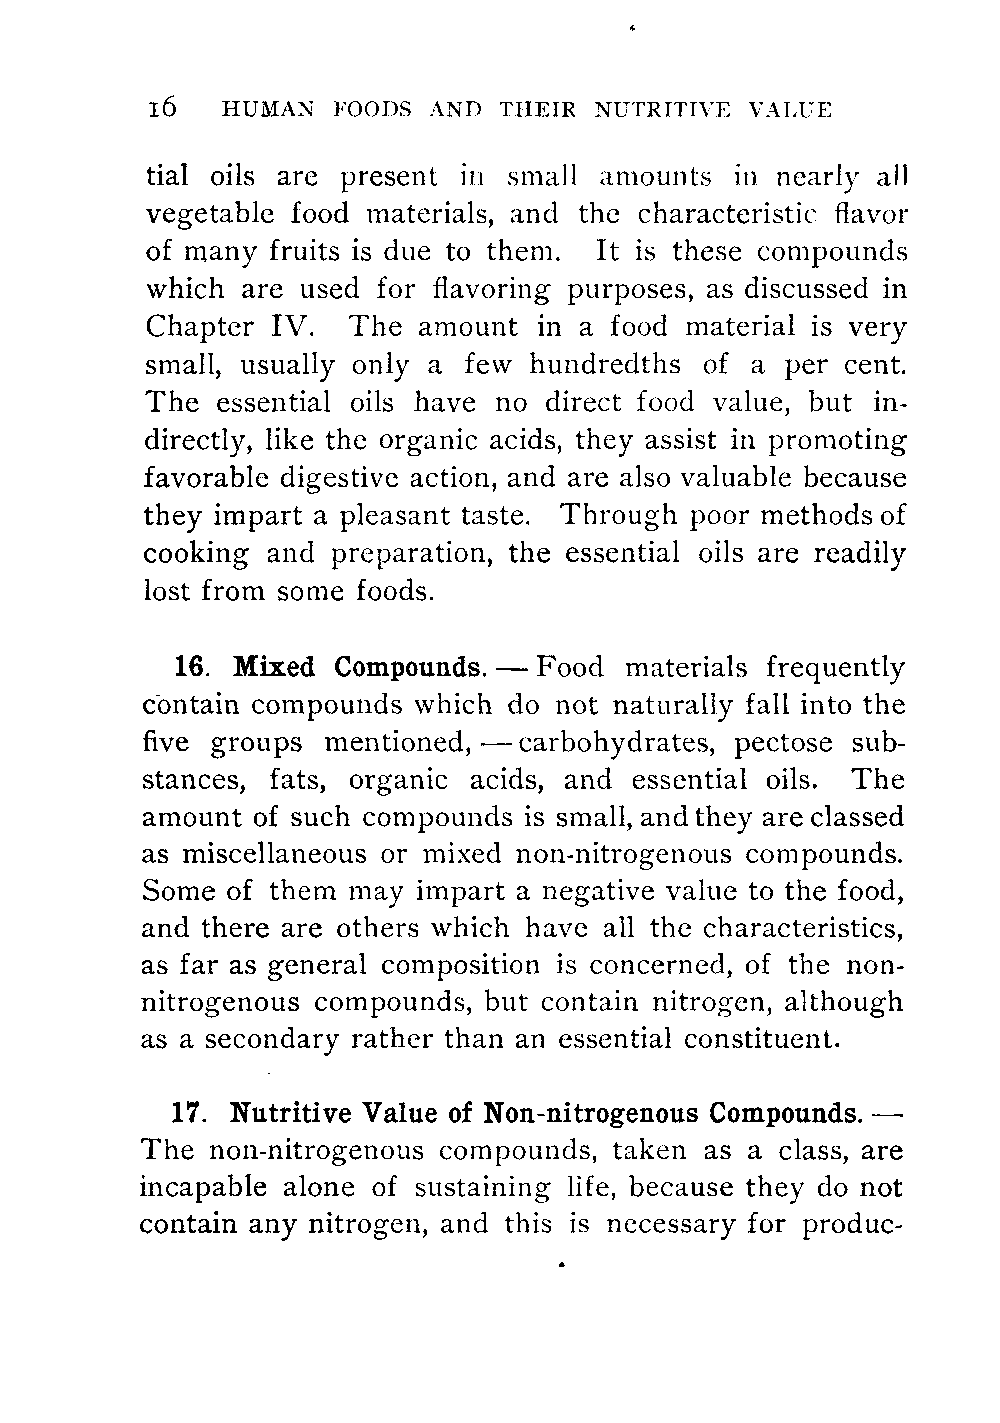 16 HUMAN FOODS AND THEIR NUTRITIVE VALUE
tial oils are present in small amounts in nearly all
vegetable food materials, and the characteristic flavor
of many fruits is due to them. It is these compounds
which are used for flavoring purposes, as discussed in
Chapter IV. The amount in a food material is very
small, usually only a few hundredths of a per cent.
The essential oils have no direct food value, but in-
directly, like the organic acids, they assist in promoting
favorable digestive action, and are also valuable because
they impart a pleasant taste. Through poor methods of
cooking and preparation, the essential oils are readily
lost from some foods.
16. Mixed Compounds. — Food materials frequently
contain compounds which do not naturally fall into the
five groups mentioned, — carbohydrates, pectose sub-
stances, fats, organic acids, and essential oils. The
amount of such compounds is small, and they are classed
as miscellaneous or mixed non-nitrogenous compounds.
Some of them may impart a negative value to the food,
and there are others which have all the characteristics,
as far as general composition is concerned, of the non-
nitrogenous compounds, but contain nitrogen, although
as a secondary rather than an essential constituent.
17. Nutritive Value of Non-nitrogenous Compounds. —
The non-nitrogenous compounds, taken as a class, are
incapable alone of sustaining life, because they do not
contain any nitrogen, and this is necessary for produc-